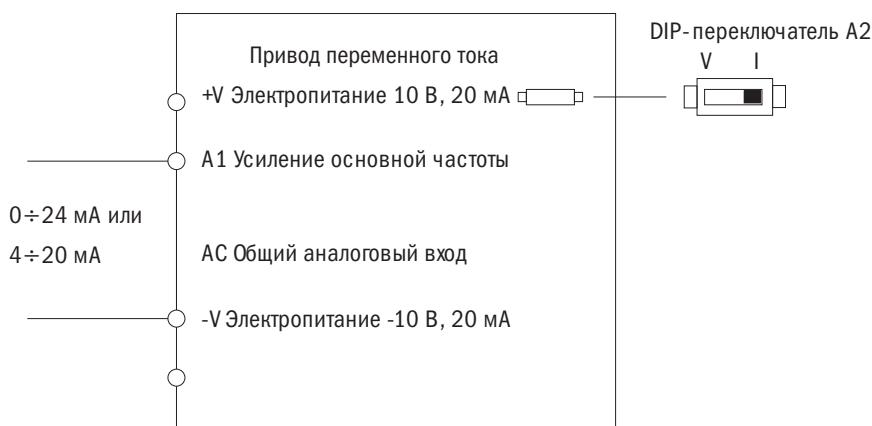 DIP-переключатель A2
V I
Привод переменного тока
+V Электропитание 10 В, 20 мА
A1 Усиление основной частоты
0÷24 мА или
4÷20 мА
AC Общий аналоговый вход
-V Электропитание -10 В, 20 мА